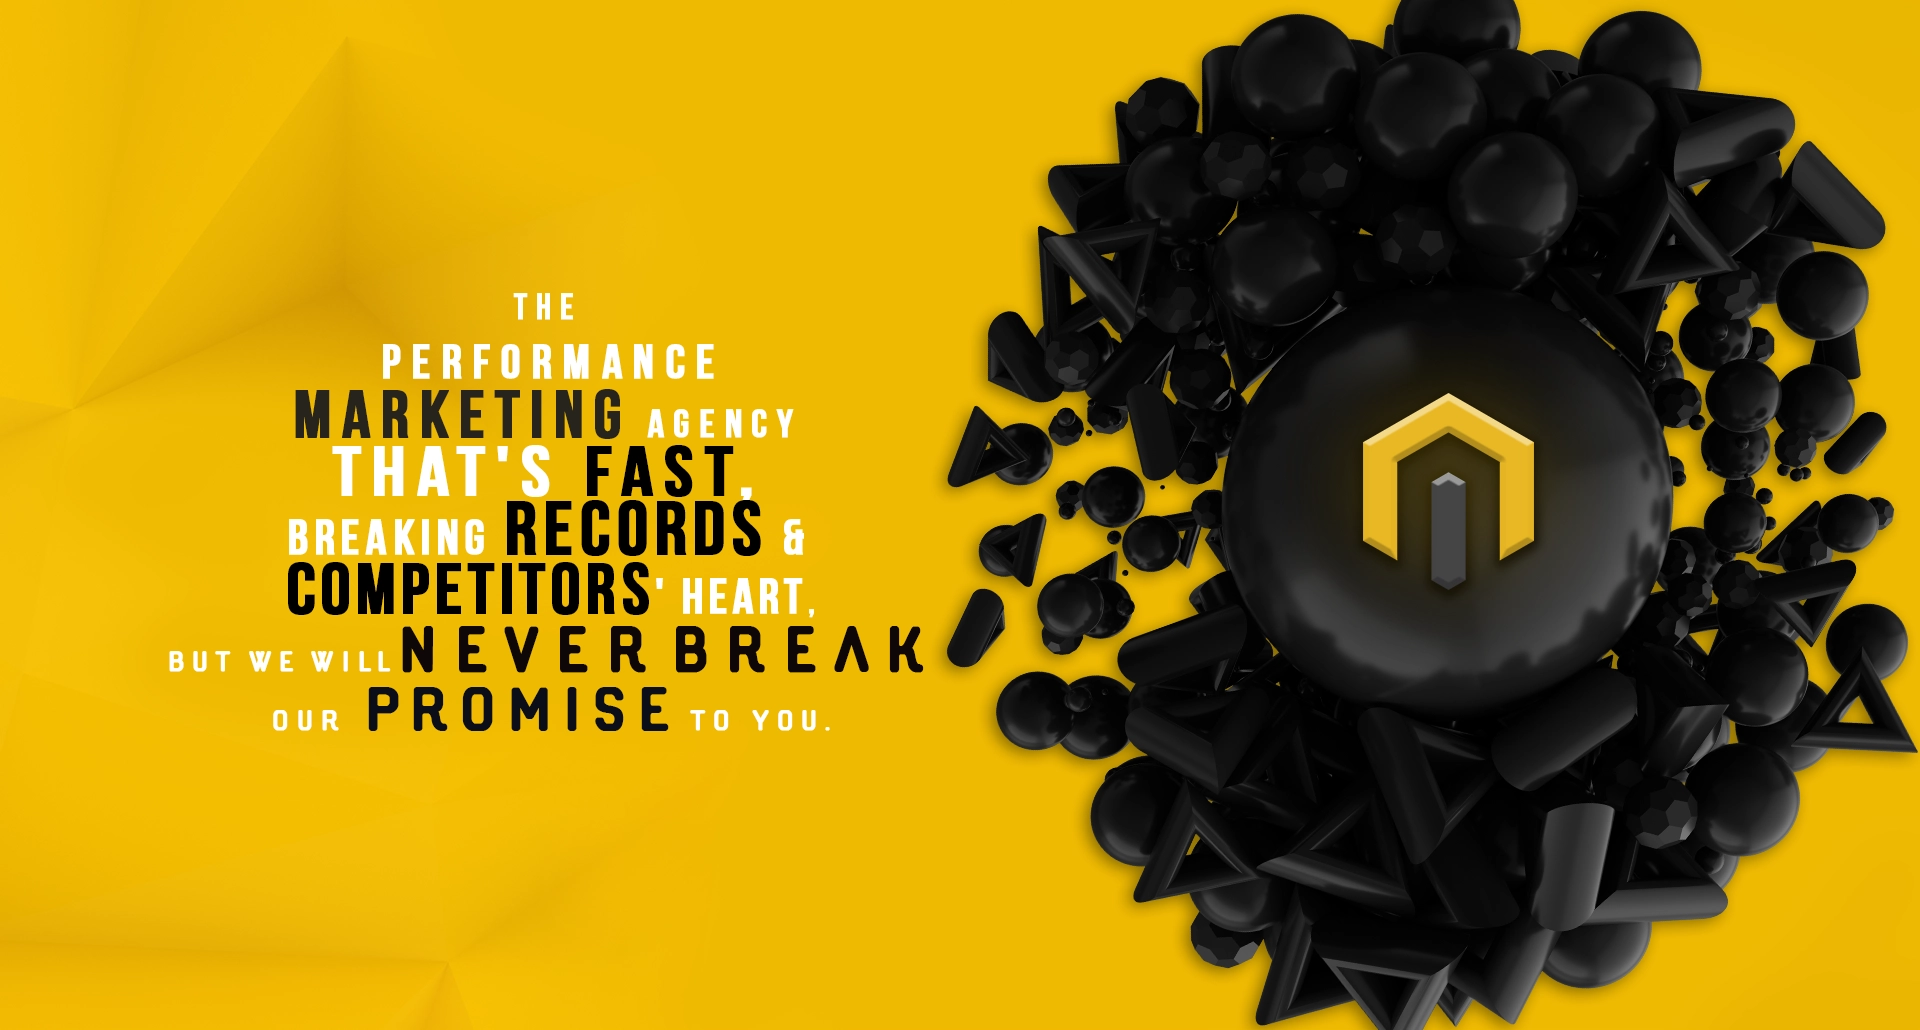 THE
PERFORMANCE
MARKETING AGENCY
THAT'S FAST,
BREAKING RECORDS &
COMPETITORS' HEART,
BUT WE WILL NEVER BREAK
OUR PROMISE TO YOU.